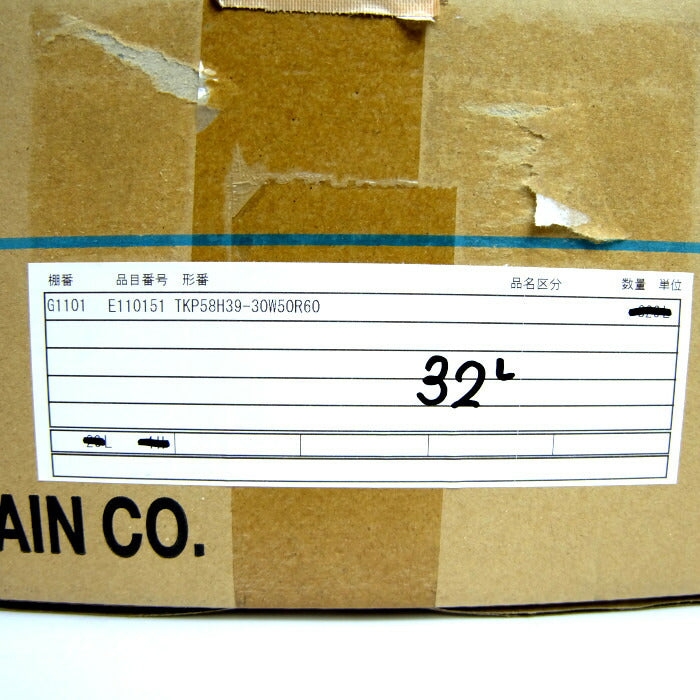 棚番 品目番号 形番 品名区分 数量 単位
G1101 E110151 TKP58H39-30W50R60
32L
AIN CO.